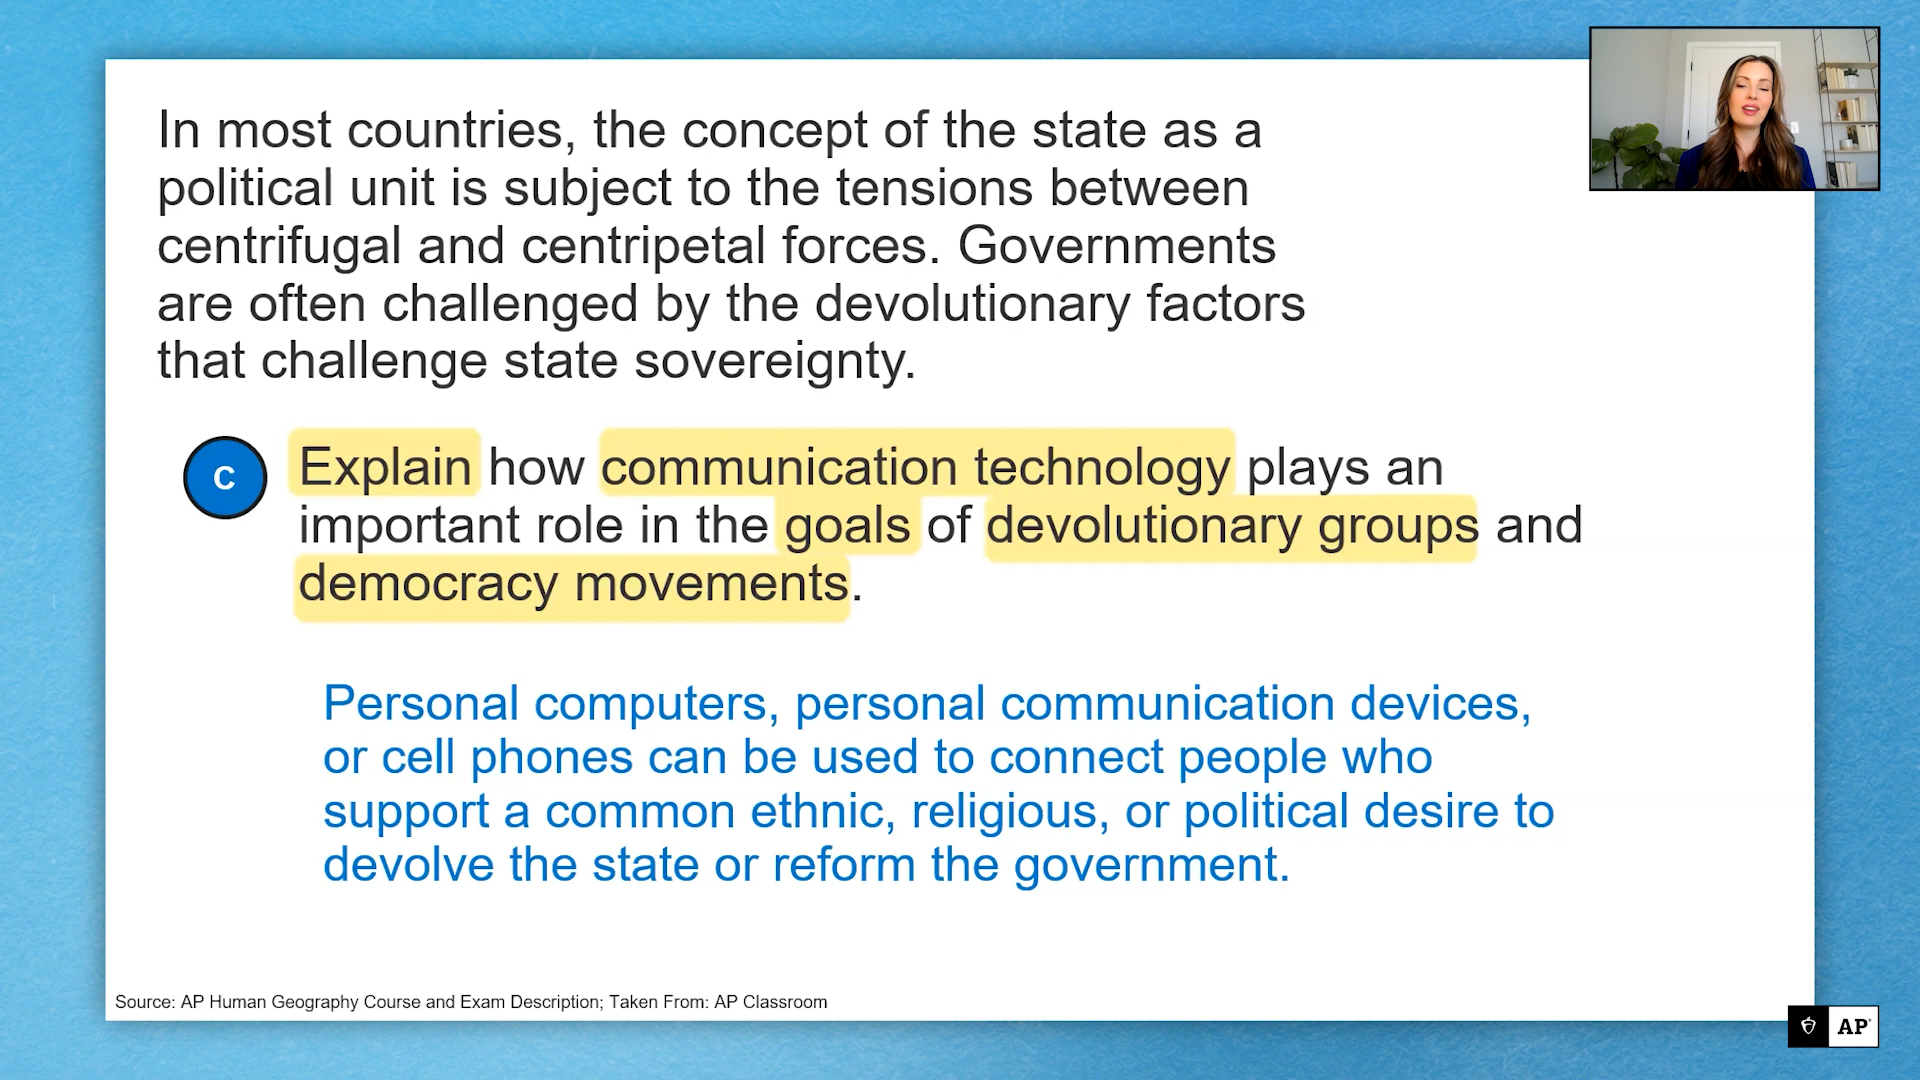 In most countries, the concept of the state as a
political unit is subject to the tensions between
centrifugal and centripetal forces. Governments
are often challenged by the devolutionary factors
that challenge state sovereignty.
C
Explain how communication technology plays an
important role in the goals of devolutionary groups and
democracy movements.
Personal computers, personal communication devices,
or cell phones can be used to connect people who
support a common ethnic, religious, or political desire to
devolve the state or reform the government.
Source: AP Human Geography Course and Exam Description; Taken From: AP Classroom
AP